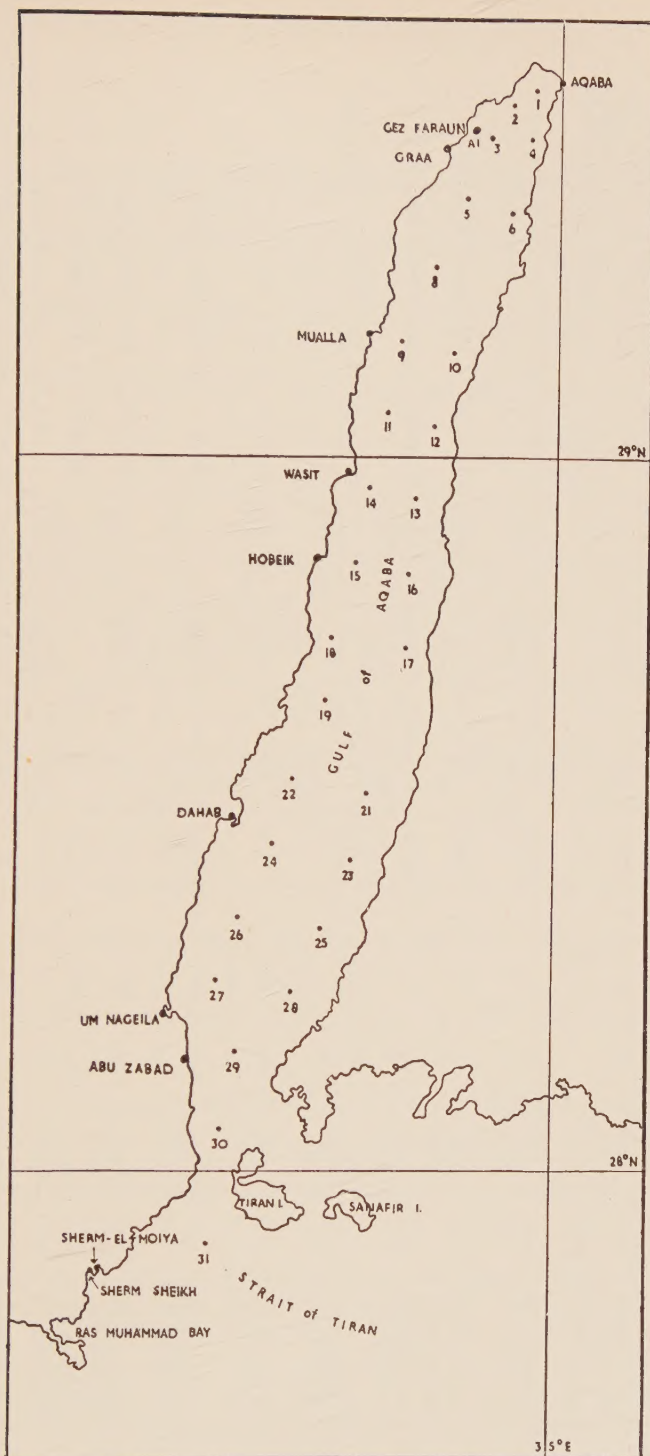 AQABA
1
2
GEZ FARAUN
A1
3
4
GRAA
5
6
8
MUALLA
9
10
11
12
29°N
WASIT
14
13
HOBEIK
15
16
GULF of AQABA
18
17
19
22
21
DAHAB
24
23
26
25
27
28
UM NAGEILA
ABU ZABAD
29
30
28°N
TIRAN I.
SANAFIR I.
SHERM-EL-MOIYA
31
SHERM SHEIKH
STRAIT of TIRAN
RAS MUHAMMAD BAY
35°E